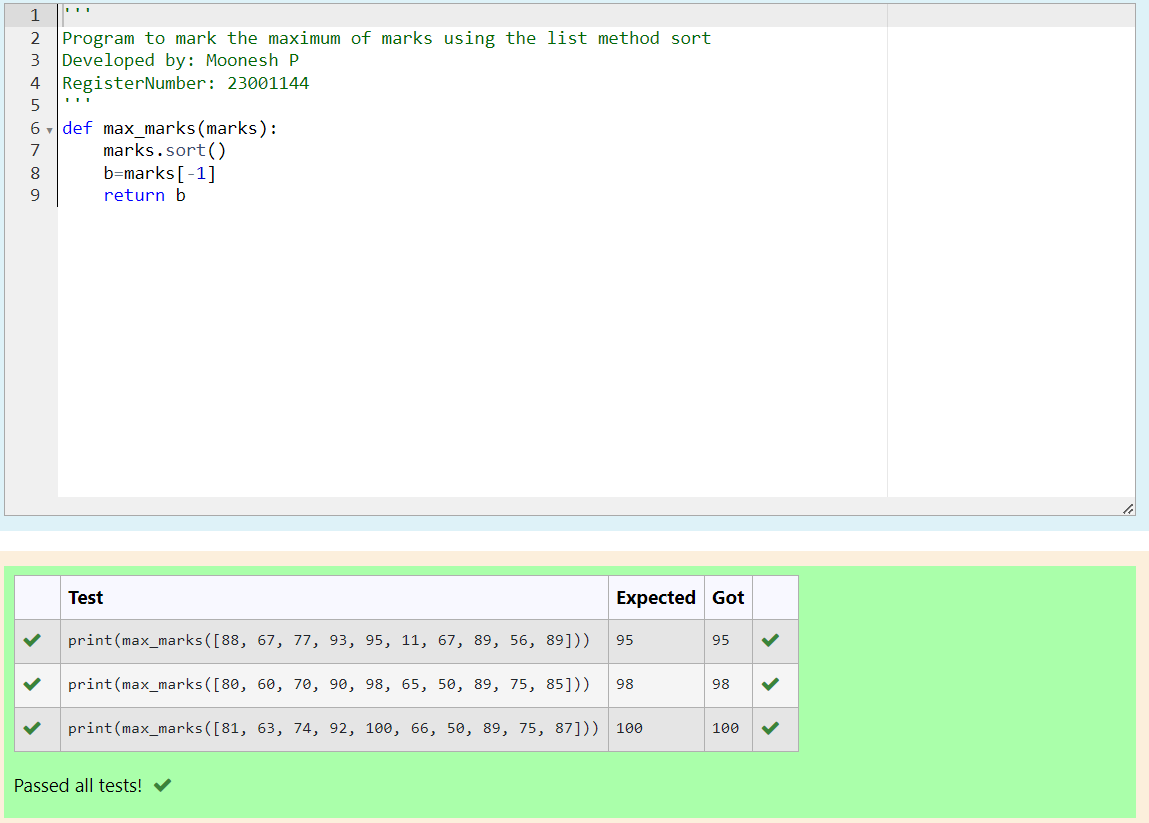 1 '''
2 Program to mark the maximum of marks using the list method sort
3 Developed by: Moonesh P
4 RegisterNumber: 23001144
5 '''
6 def max_marks(marks):
7     marks.sort()
8     b=marks[-1]
9     return b
Test Expected Got
print(max_marks([88, 67, 77, 93, 95, 11, 67, 89, 56, 89])) 95 95
print(max_marks([80, 60, 70, 90, 98, 65, 50, 89, 75, 85])) 98 98
print(max_marks([81, 63, 74, 92, 100, 66, 50, 89, 75, 87])) 100 100
Passed all tests!